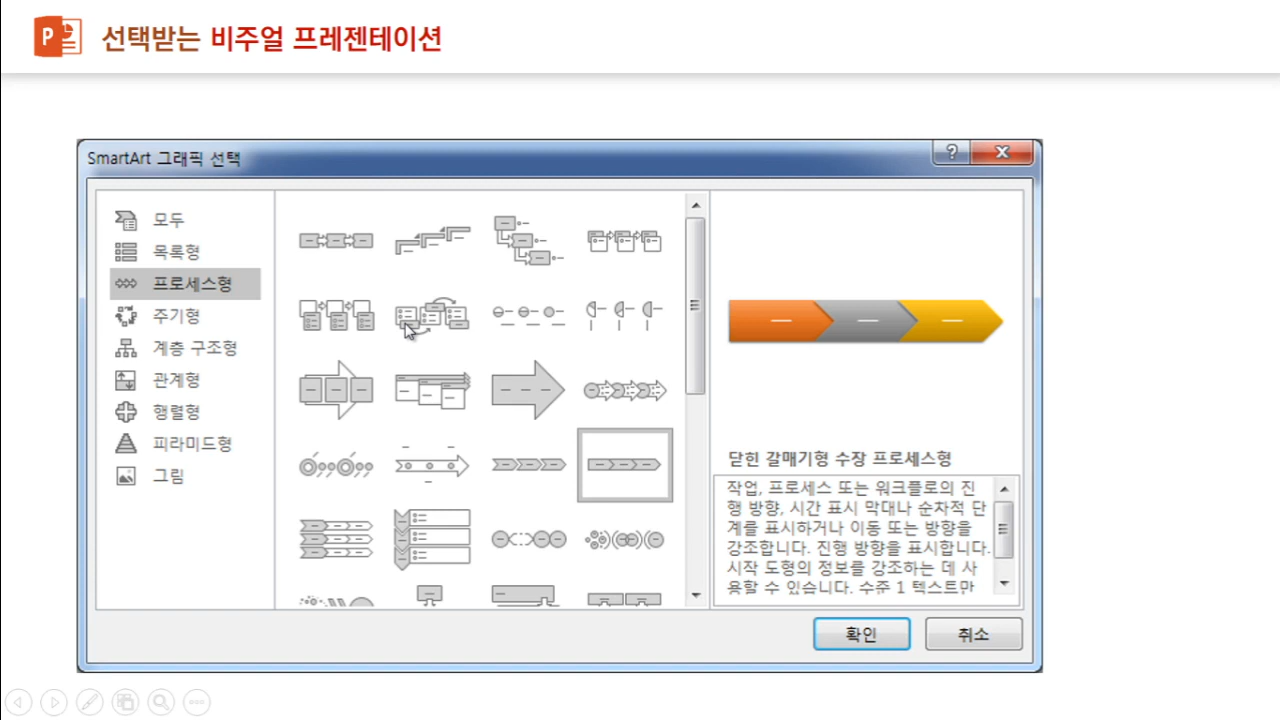 P
선택받는 비주얼 프레젠테이션
SmartArt 그래픽 선택
모두
목록형
프로세스형
주기형
계층 구조형
관계형
행렬형
피라미드형
그림
닫힌 갈매기형 수장 프로세스형
작업, 프로세스 또는 워크플로의 진
행 방향, 시간 표시 막대나 순차적 단
계를 표시하거나 이동 또는 방향을
강조합니다. 진행 방향을 표시합니다.
시작 도형의 정보를 강조하는 데 사
용할 수 있습니다. 수준 1 텍스트만
확인
취소